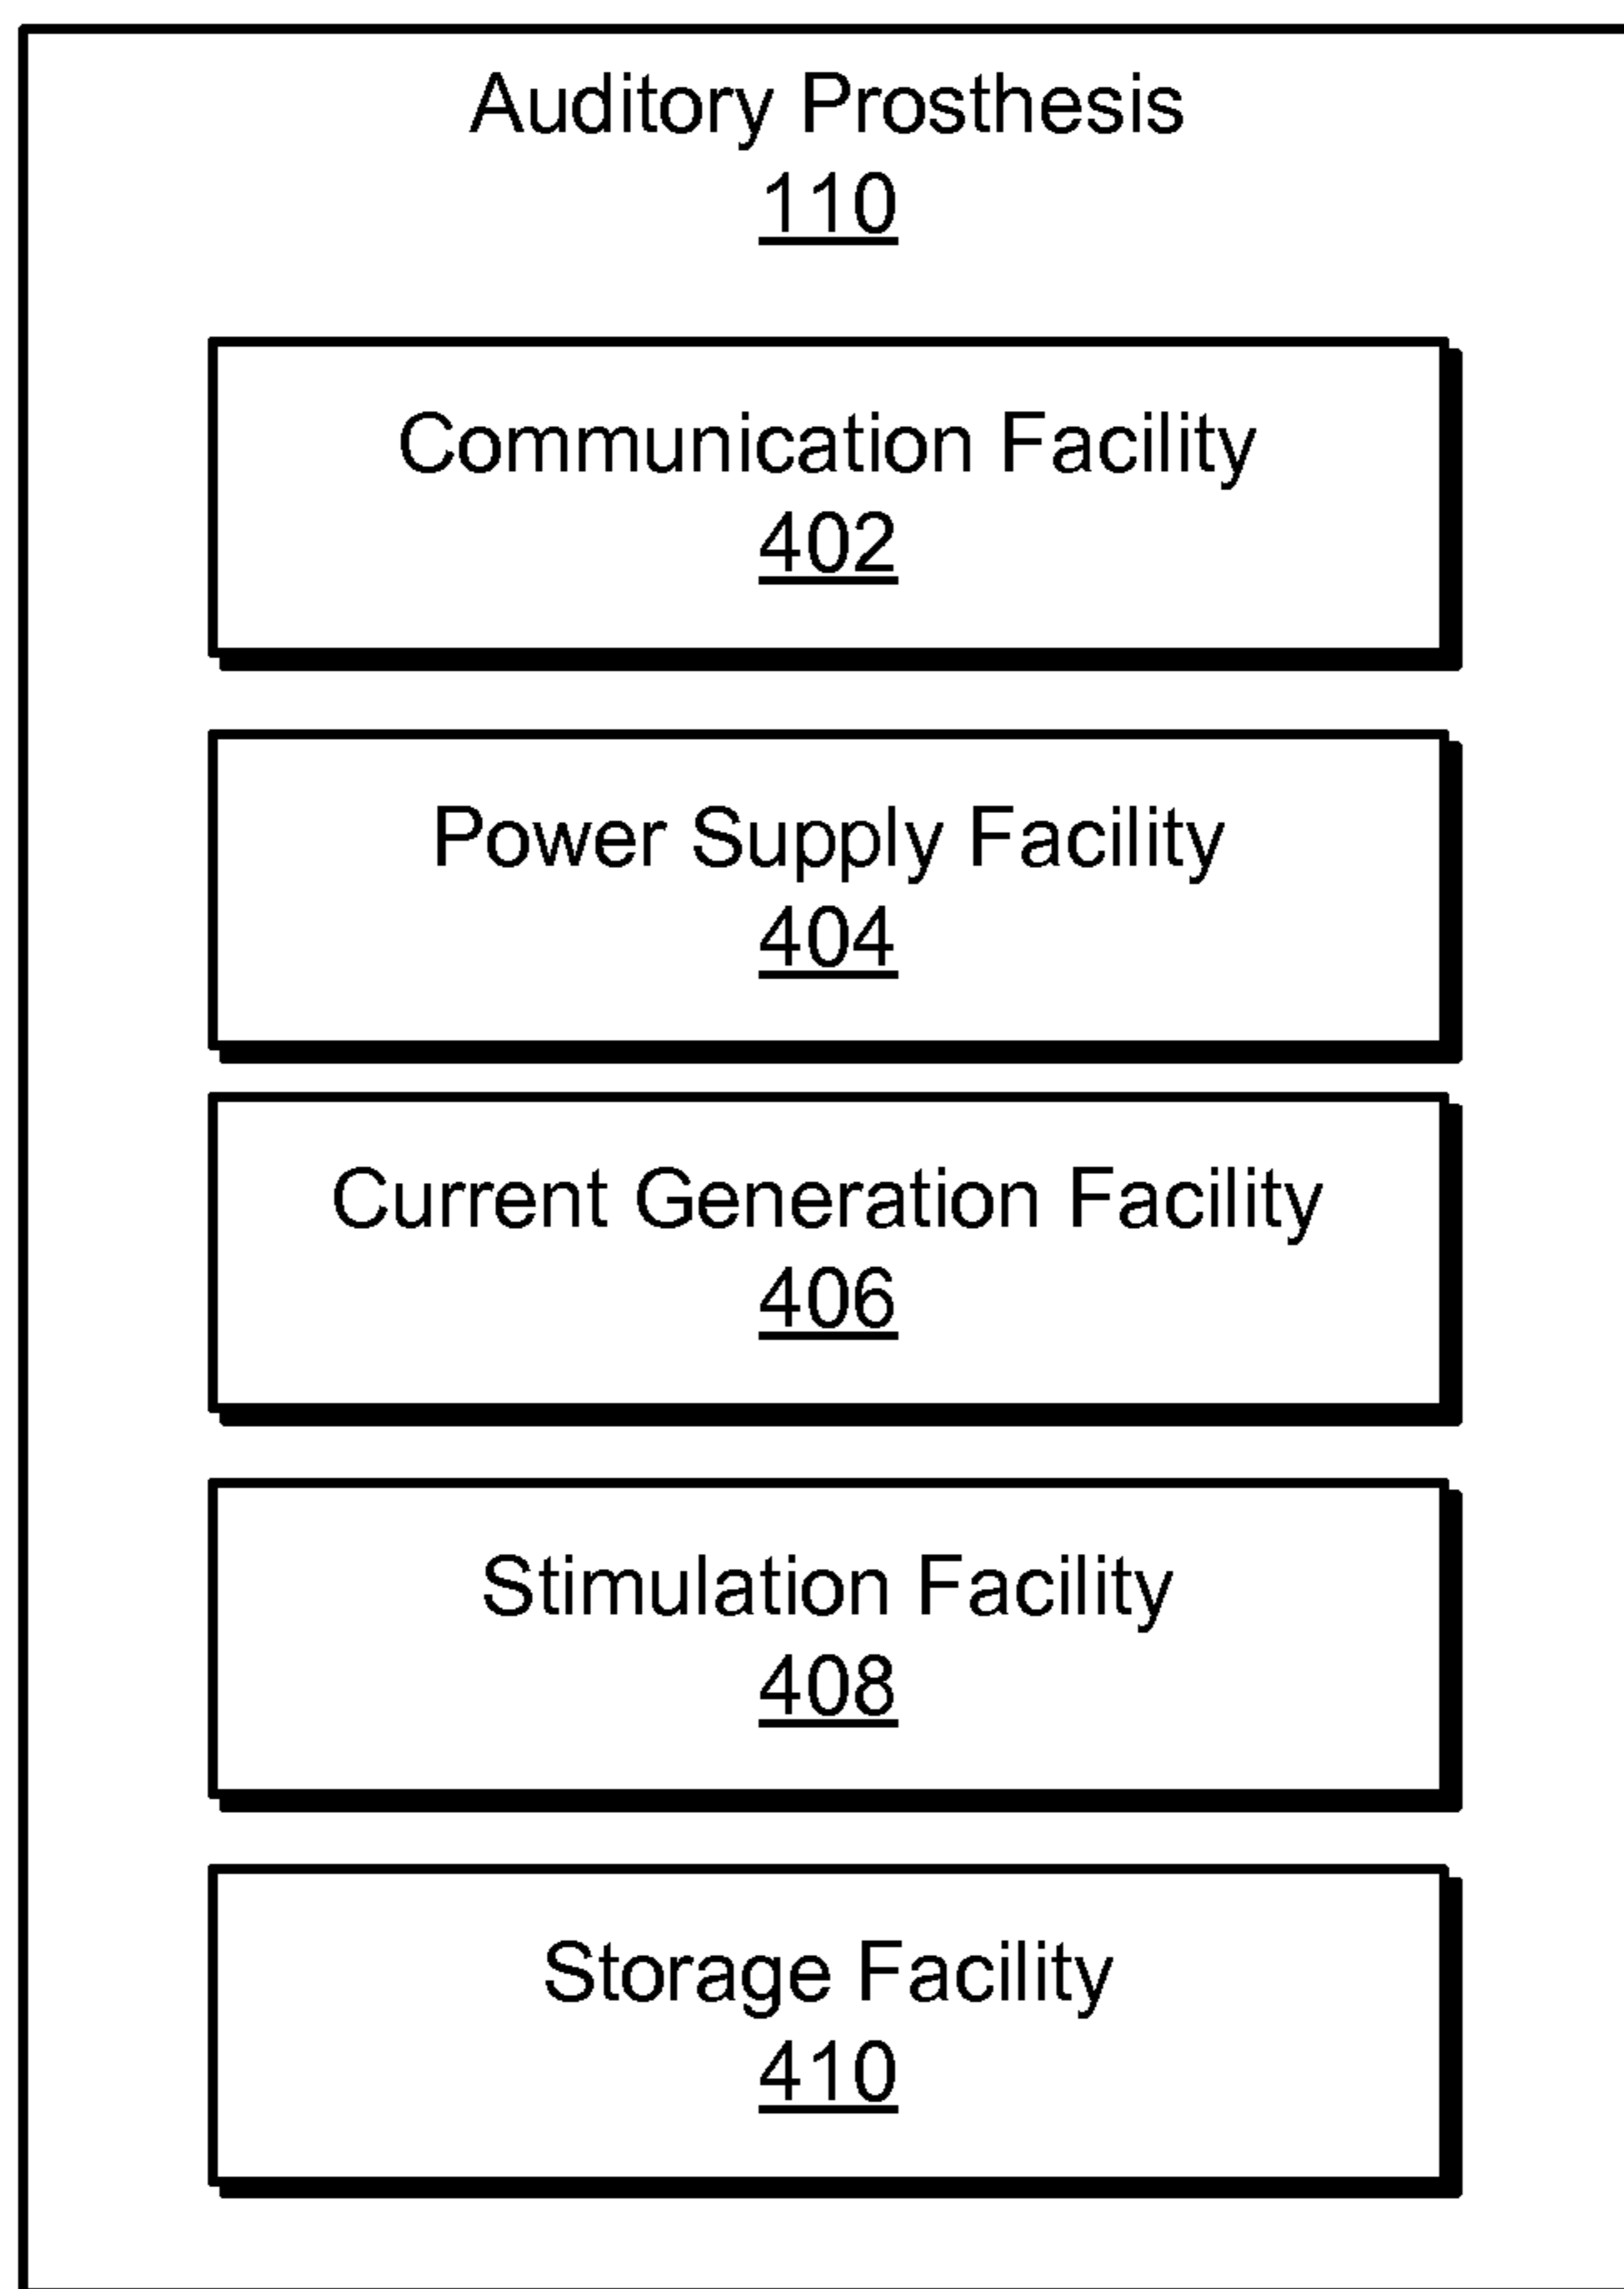 Auditory Prosthesis
110
Communication Facility
402
Power Supply Facility
404
Current Generation Facility
406
Stimulation Facility
408
Storage Facility
410